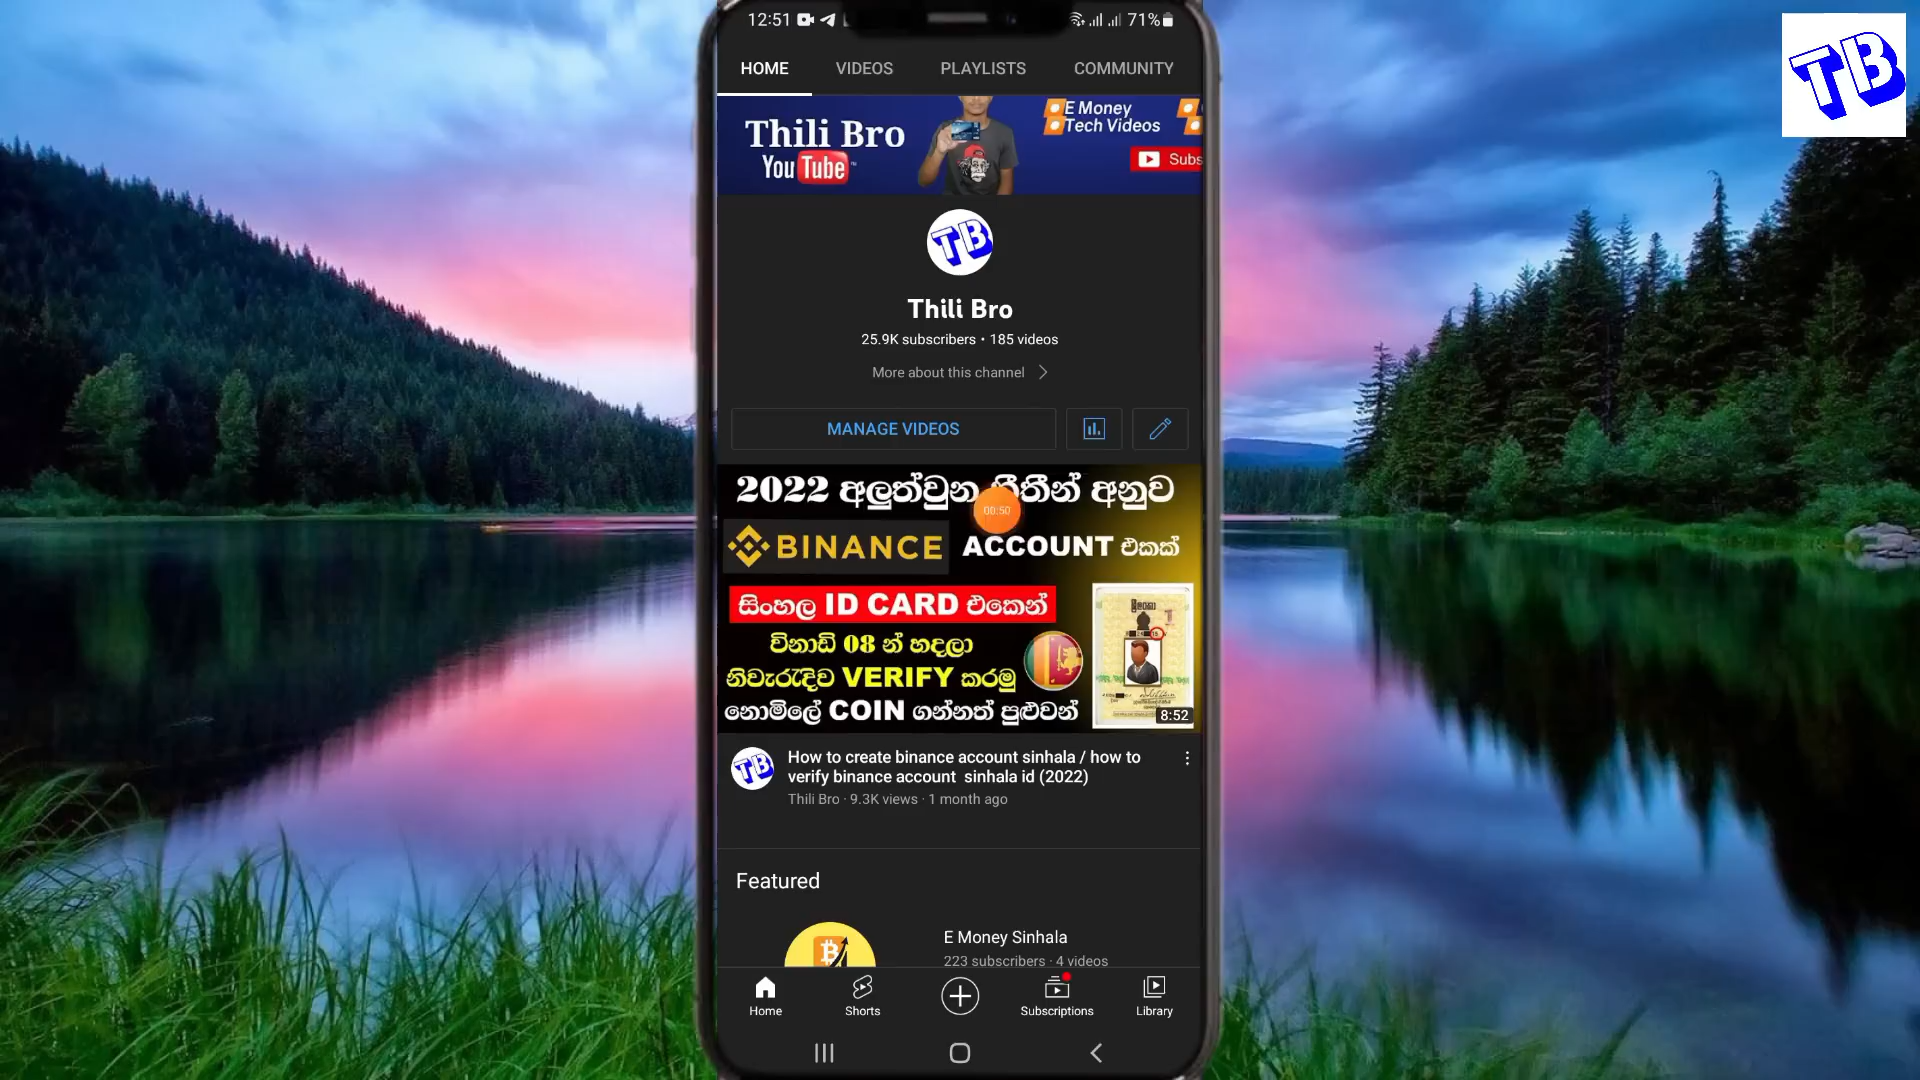 12:51
71%
TB
HOME VIDEOS PLAYLISTS COMMUNITY
Thili Bro
YouTube
E Money
Tech Videos
Subs
TB
Thili Bro
25.9K subscribers • 185 videos
More about this channel
MANAGE VIDEOS
2022 අලුත්වුන නීතීන් අනුව
00:50
BINANCE ACCOUNT එකක්
සිංහල ID CARD එකෙන්
විනාඩි 08 න් හදලා
නිවැරැදිව VERIFY කරමු
නොමිලේ COIN ගන්නත් පුළුවන්
8:52
TB
How to create binance account sinhala / how to
verify binance account sinhala id (2022)
Thili Bro · 9.3K views · 1 month ago
Featured
E Money Sinhala
223 subscribers · 4 videos
Home Shorts Subscriptions Library